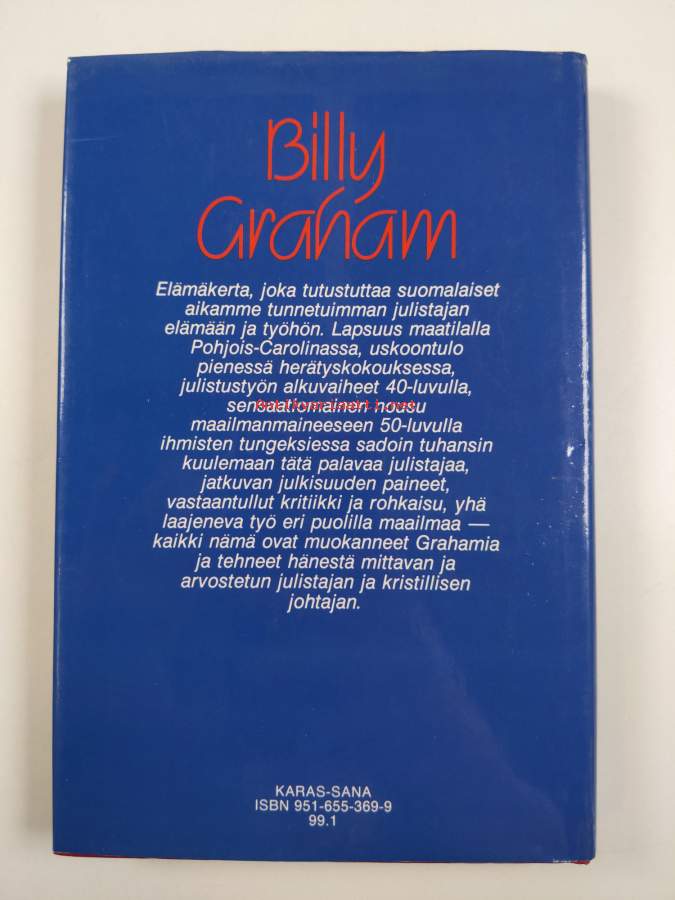 Billy
Graham
Elämäkerta, joka tutustuttaa suomalaiset
aikamme tunnetuimman julistajan
elämään ja työhön. Lapsuus maatilalla
Pohjois-Carolinassa, uskoontulo
pienessä herätyskokouksessa,
julistustyön alkuvaiheet 40-luvulla,
sensationmainen nousu
maailmanmaineeseen 50-luvulla
ihmisten tungeksiessa sadoin tuhansin
kuulemaan tätä palavaa julistajaa,
jatkuvan julkisuuden paineet,
vastaantullut kritiikki ja rohkaisu, yhä
laajeneva työ eri puolilla maailmaa —
kaikki nämä ovat muokanneet Grahamia
ja tehneet hänestä mittavan ja
arvostetun julistajan ja kristillisen
johtajan.
KARAS-SANA
ISBN 951-655-369-9
99.1